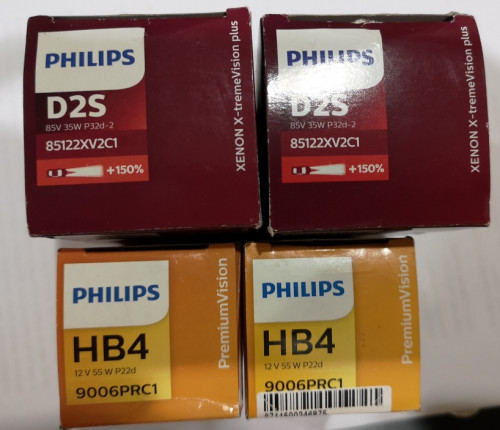 PHILIPS
D2S
85V 35W P32d-2
85122XV2C1
+150%
XENON X-tremeVision plus
PHILIPS
D2S
85V 35W P32d-2
85122XV2C1
+150%
XENON X-tremeVision plus
PHILIPS
HB4
12 V 55 W P22d
9006PRC1
PremiumVision
PHILIPS
HB4
12 V 55 W P22d
9006PRC1
PremiumVision